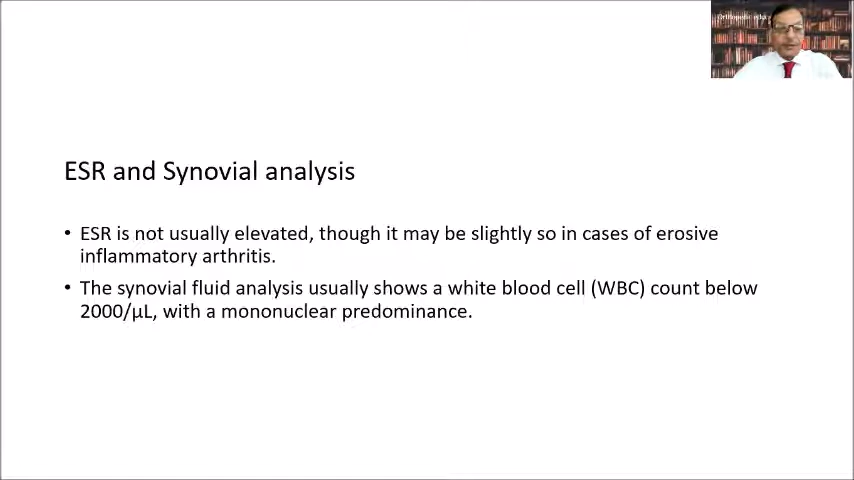 ESR and Synovial analysis
• ESR is not usually elevated, though it may be slightly so in cases of erosive
inflammatory arthritis.
• The synovial fluid analysis usually shows a white blood cell (WBC) count below
2000/µL, with a mononuclear predominance.